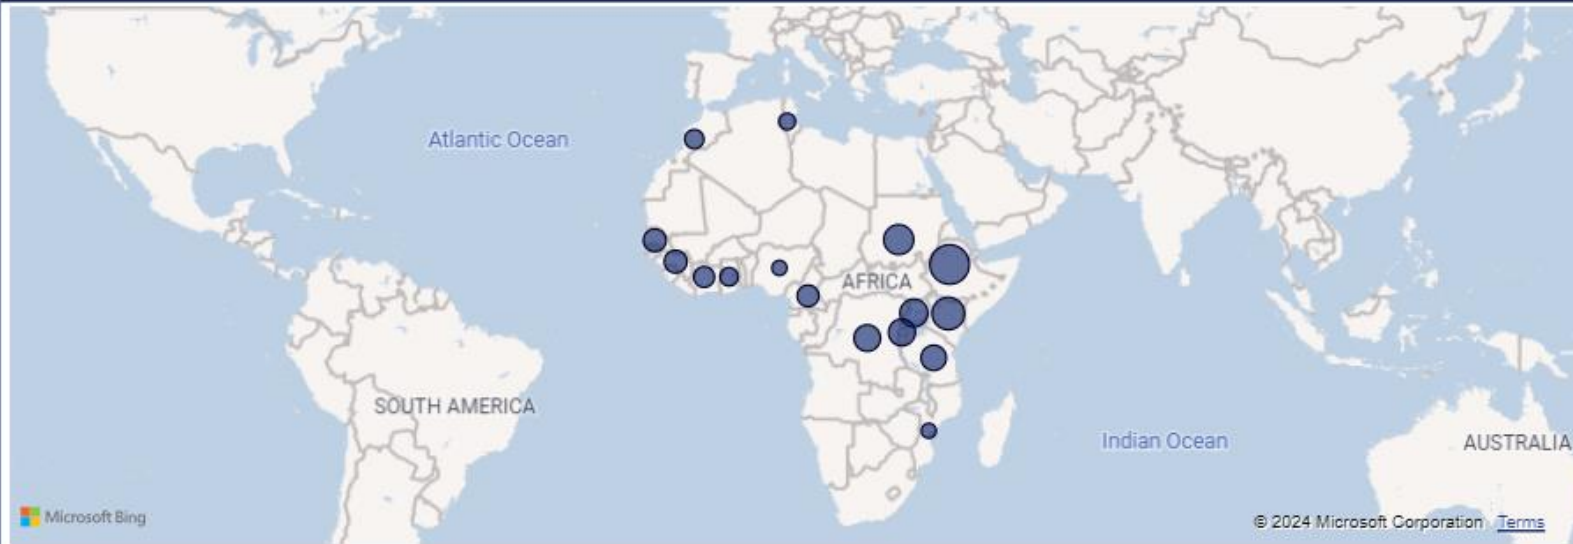 Atlantic Ocean
AFRICA
SOUTH AMERICA
Indian Ocean
AUSTRALIA
Microsoft Bing
© 2024 Microsoft Corporation Terms